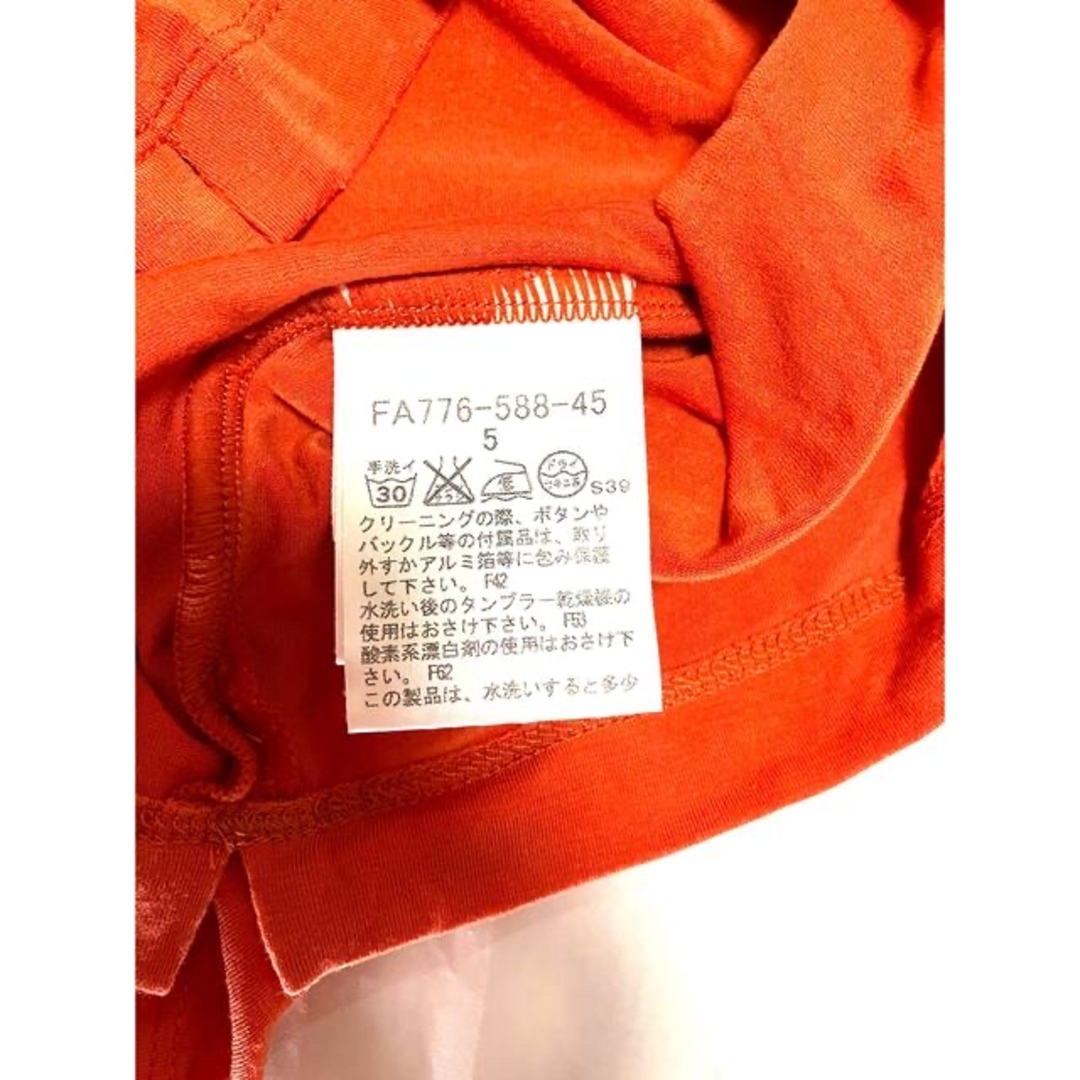 FA776-588-45
5
手洗イ
30 低 ドライ S39
クリーニングの際、ボタンや
バックル等の付属品は、取り
外すかアルミ箔等に包み保護
して下さい。 F42
水洗い後のタンブラー乾燥機の
使用はおさけ下さい。 F53
酸素系漂白剤の使用はおさけ下
さい。 F62
この製品は、水洗いすると多少